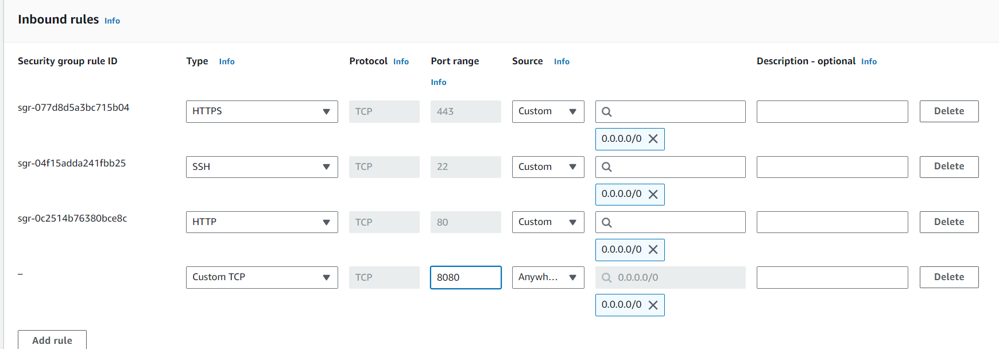 Inbound rules Info
Security group rule ID Type Info Protocol Info Port range Source Info Description - optional Info
Info
sgr-077d8d5a3bc715b04 HTTPS TCP 443 Custom Delete
0.0.0.0/0
sgr-04f15adda241fbb25 SSH TCP 22 Custom Delete
0.0.0.0/0
sgr-0c2514b76380bce8c HTTP TCP 80 Custom Delete
0.0.0.0/0
– Custom TCP TCP 8080 Anywh... 0.0.0.0/0 Delete
0.0.0.0/0
Add rule